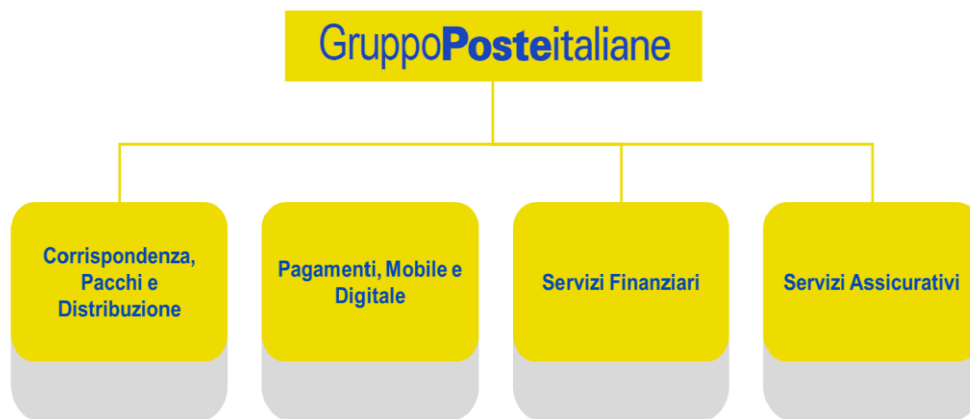 GruppoPosteitaliane
Corrispondenza,
Pacchi e
Distribuzione
Pagamenti, Mobile e
Digitale
Servizi Finanziari
Servizi Assicurativi